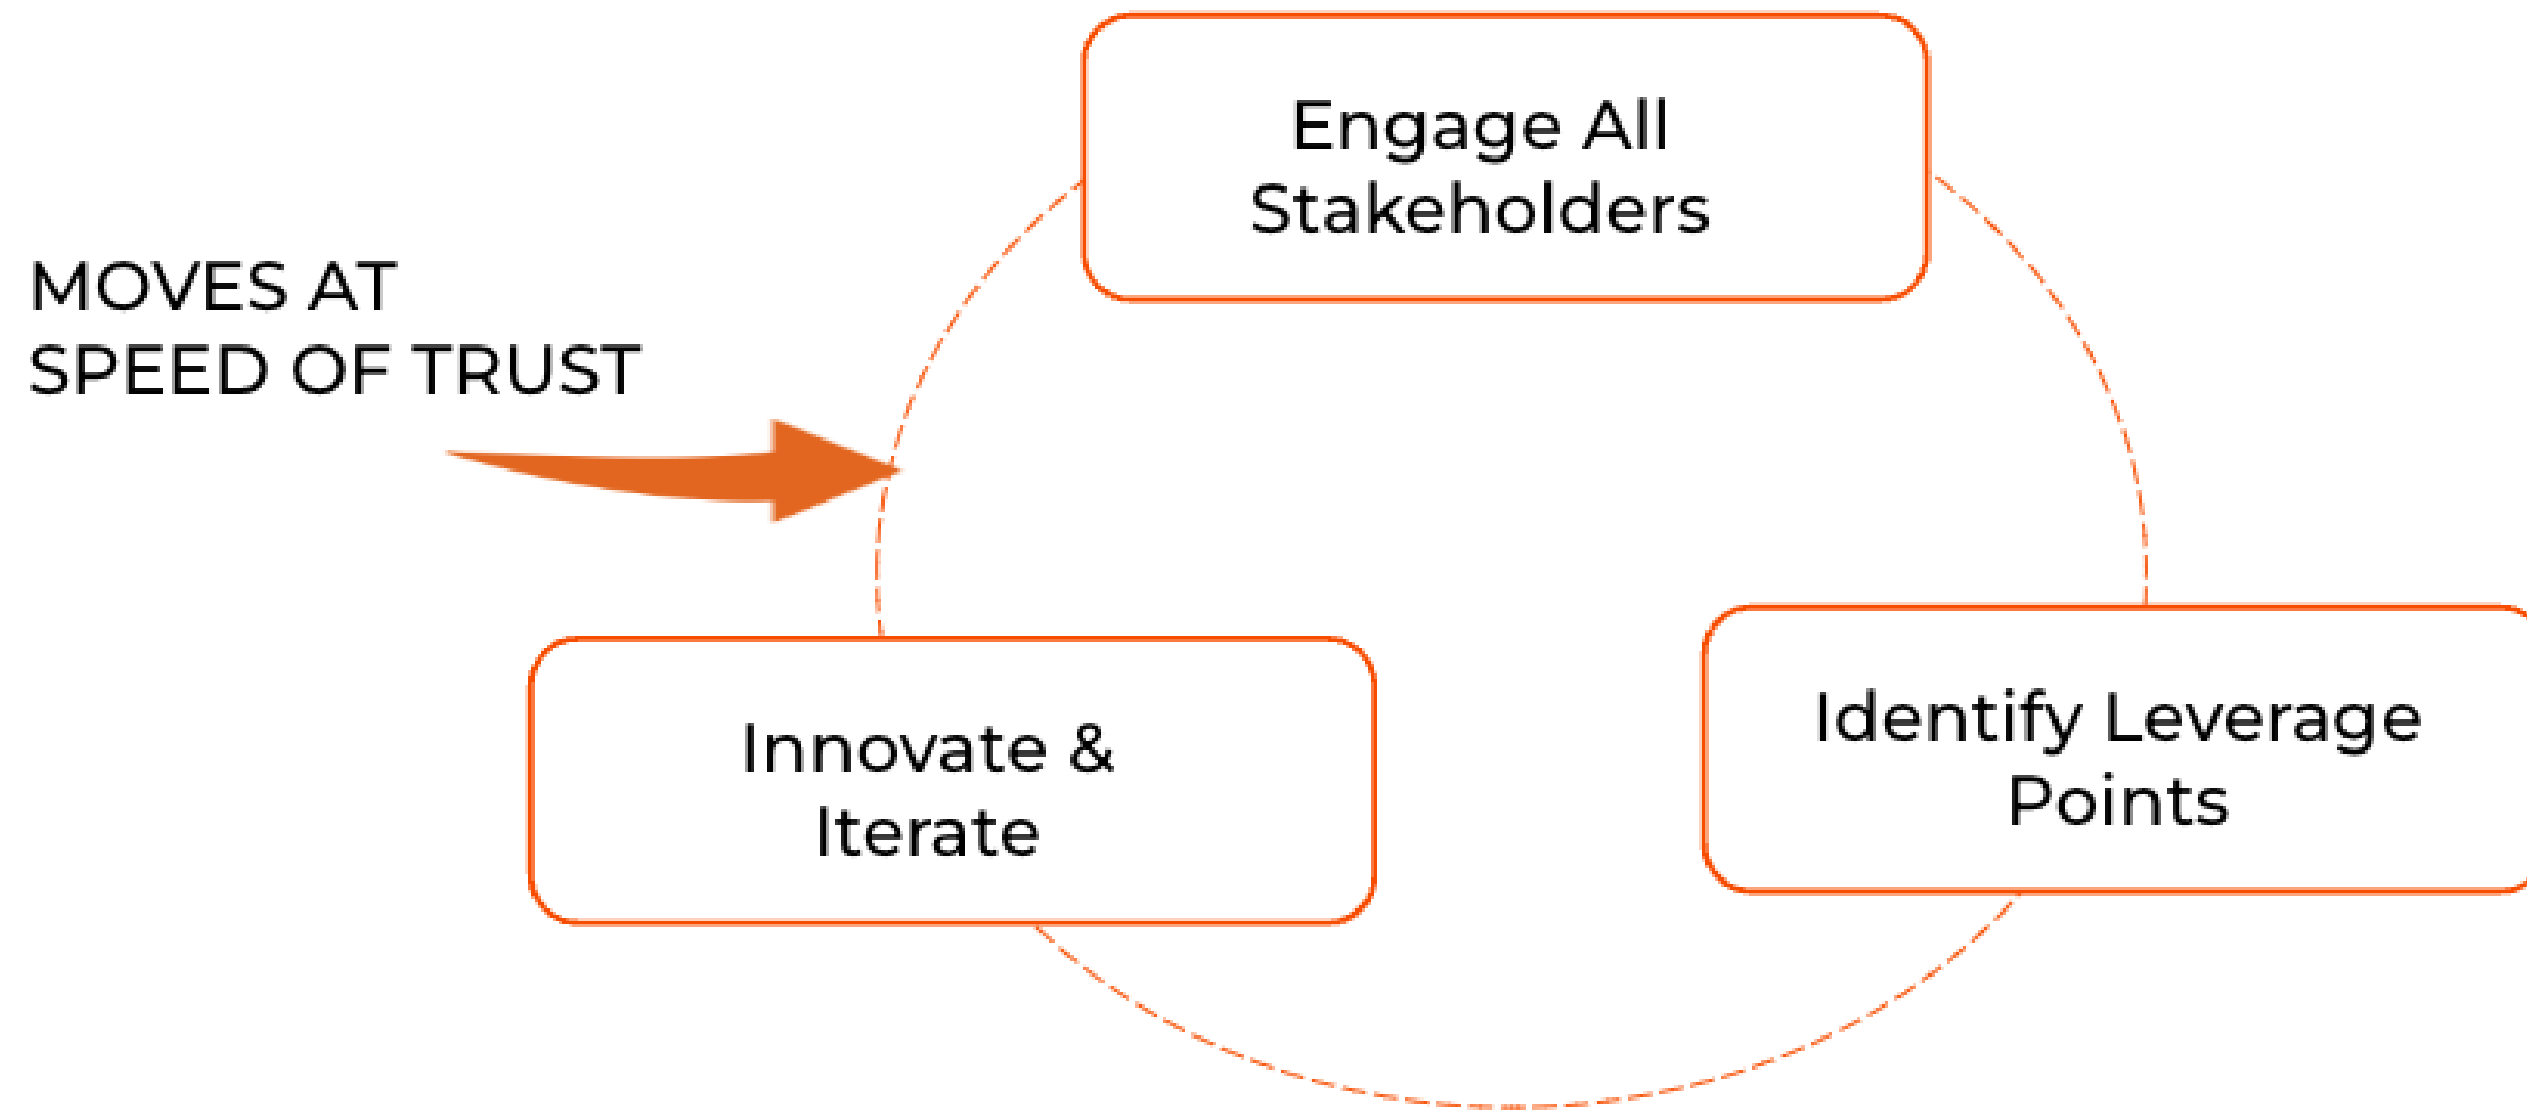 Engage All
Stakeholders
MOVES AT
SPEED OF TRUST
Innovate &
Iterate
Identify Leverage
Points